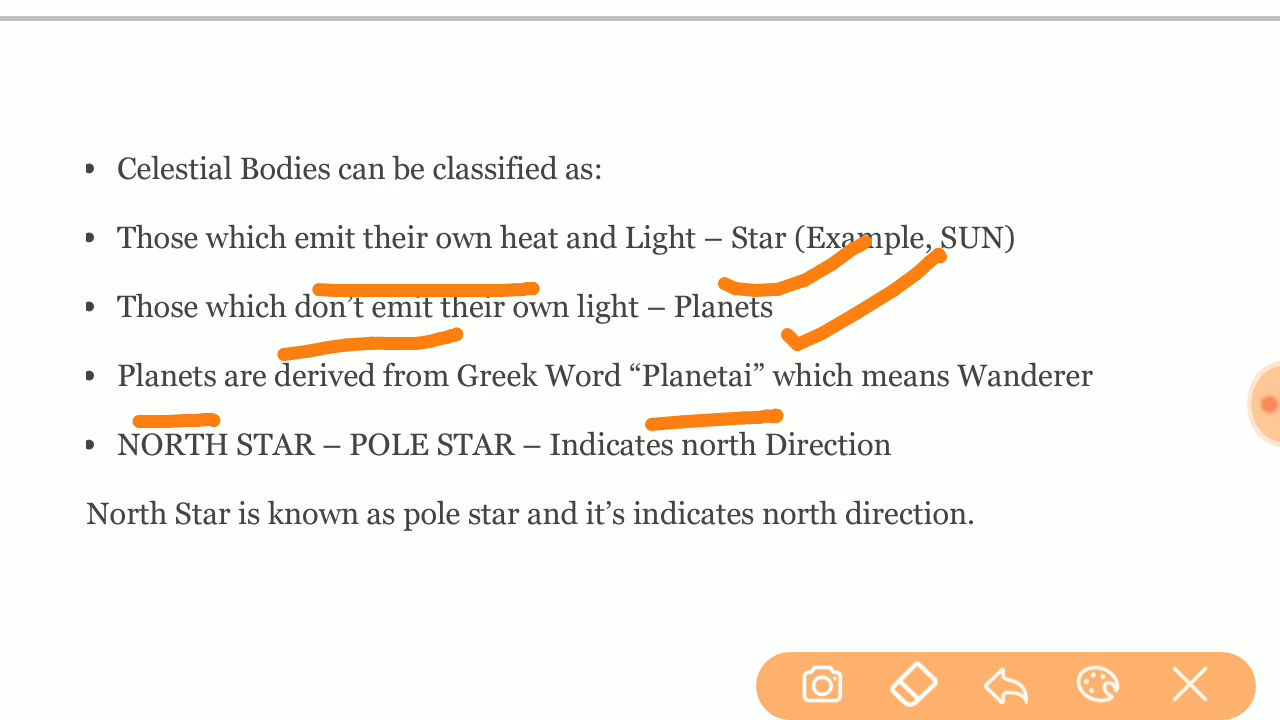 • Celestial Bodies can be classified as:
• Those which emit their own heat and Light – Star (Example, SUN)
• Those which don’t emit their own light – Planets
• Planets are derived from Greek Word “Planetai” which means Wanderer
• NORTH STAR – POLE STAR – Indicates north Direction
North Star is known as pole star and it’s indicates north direction.